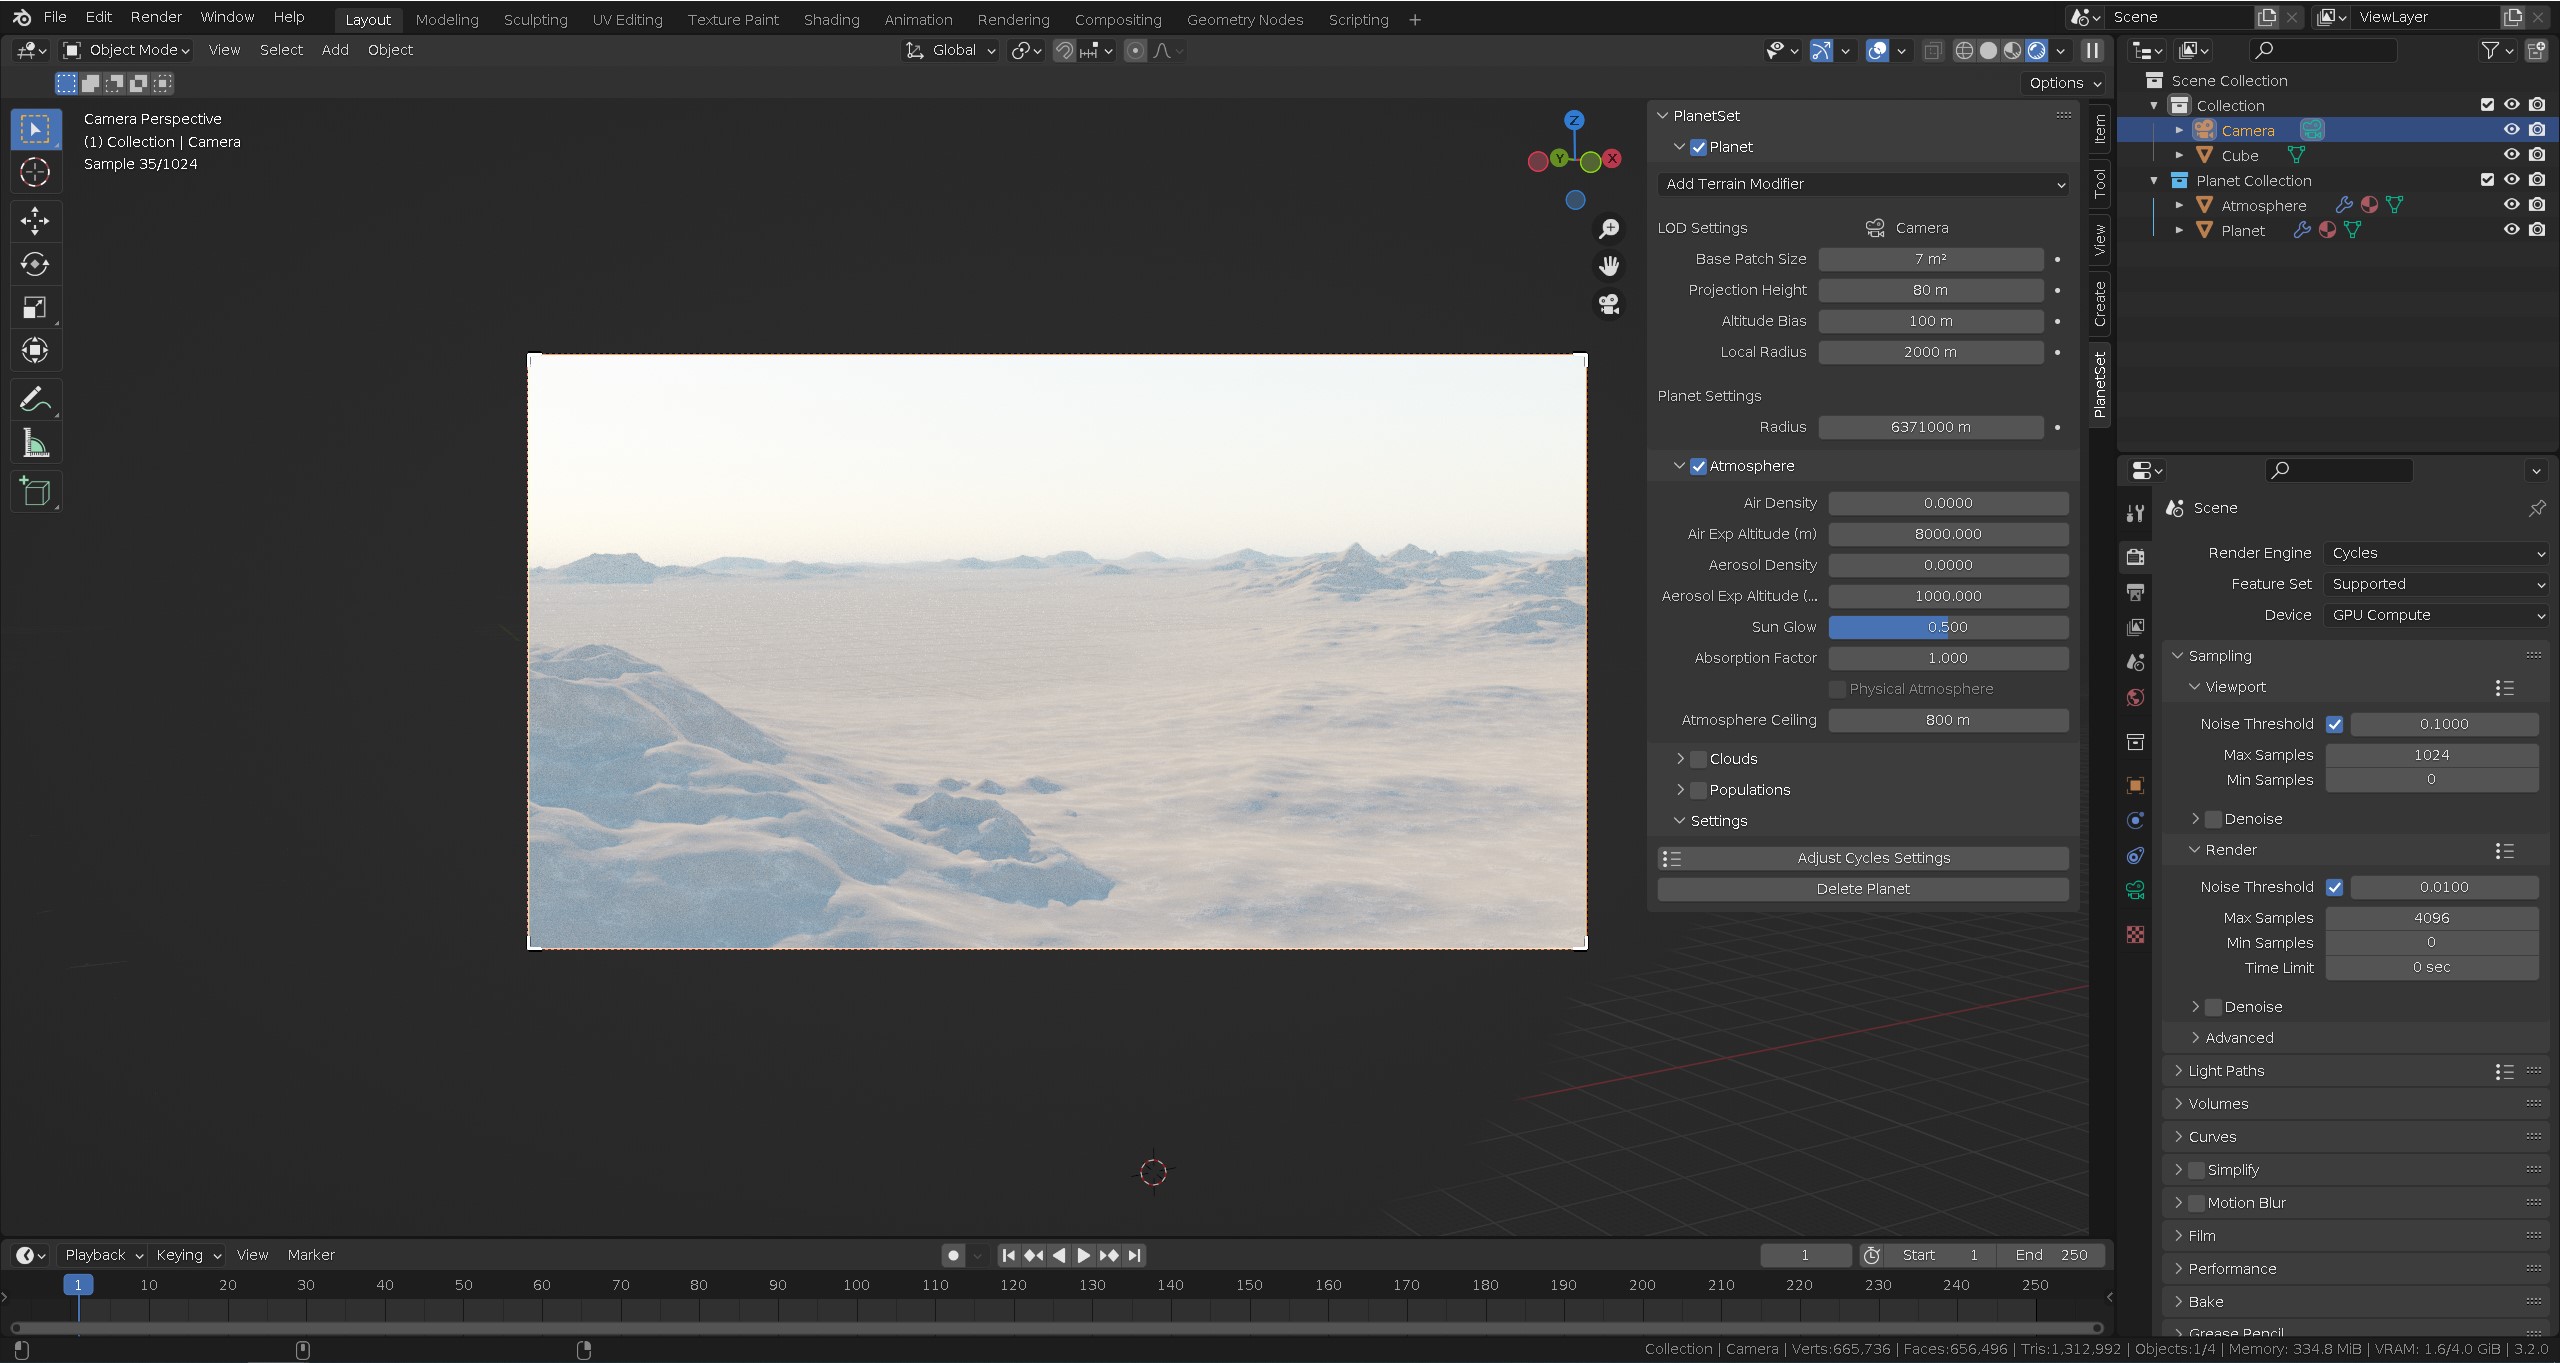 File Edit Render Window Help Layout Modeling Sculpting UV Editing Texture Paint Shading Animation Rendering Compositing Geometry Nodes Scripting + Scene ViewLayer
Object Mode View Select Add Object Global
Options
Camera Perspective
(1) Collection | Camera
Sample 35/1024
Z
Y
X
PlanetSet
Planet
Add Terrain Modifier
LOD Settings Camera
Base Patch Size 7 m²
Projection Height 80 m
Altitude Bias 100 m
Local Radius 2000 m
Planet Settings
Radius 6371000 m
Atmosphere
Air Density 0.0000
Air Exp Altitude (m) 8000.000
Aerosol Density 0.0000
Aerosol Exp Altitude (... 1000.000
Sun Glow 0.500
Absorption Factor 1.000
Physical Atmosphere
Atmosphere Ceiling 800 m
Clouds
Populations
Settings
Adjust Cycles Settings
Delete Planet
Item
Tool
View
Create
PlanetSet
Scene Collection
Collection
Camera
Cube
Planet Collection
Atmosphere
Planet
Scene
Render Engine Cycles
Feature Set Supported
Device GPU Compute
Sampling
Viewport
Noise Threshold 0.1000
Max Samples 1024
Min Samples 0
Denoise
Render
Noise Threshold 0.0100
Max Samples 4096
Min Samples 0
Time Limit 0 sec
Denoise
Advanced
Light Paths
Volumes
Curves
Simplify
Motion Blur
Film
Performance
Bake
Grease Pencil
Playback Keying View Marker 1 Start 1 End 250
1 10 20 30 40 50 60 70 80 90 100 110 120 130 140 150 160 170 180 190 200 210 220 230 240 250
Collection | Camera | Verts:665,736 | Faces:656,496 | Tris:1,312,992 | Objects:1/4 | Memory: 334.8 MiB | VRAM: 1.6/4.0 GiB | 3.2.0